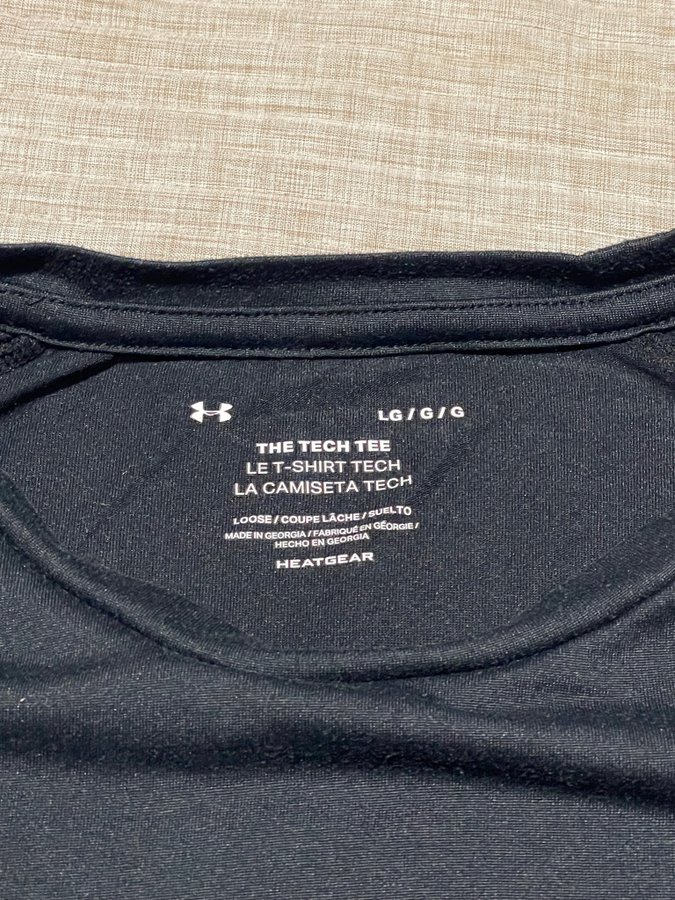 LG / G / G
THE TECH TEE
LE T-SHIRT TECH
LA CAMISETA TECH
LOOSE / COUPE LÂCHE / SUELTO
MADE IN GEORGIA / FABRIQUÉ EN GÉORGIE /
HECHO EN GEORGIA
HEATGEAR